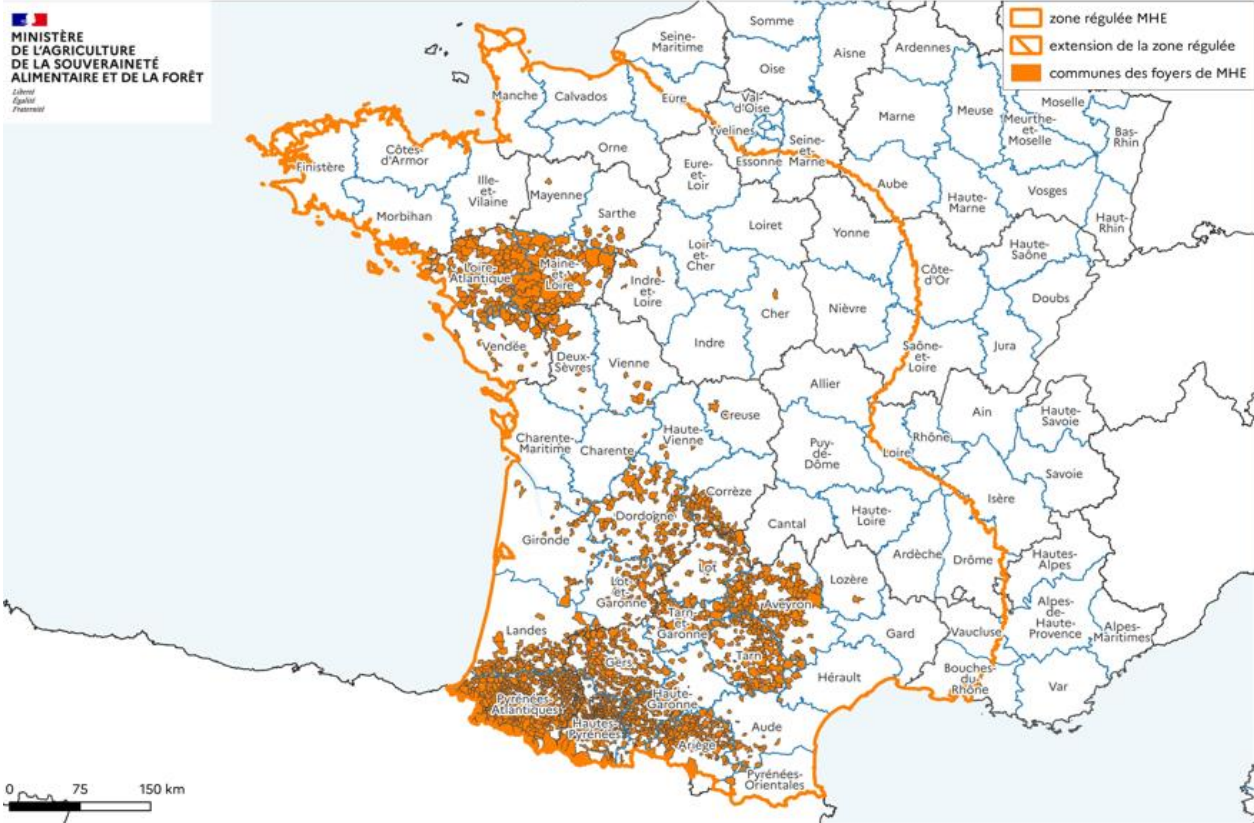 MINISTÈRE
DE L'AGRICULTURE
DE LA SOUVERAINETÉ
ALIMENTAIRE ET DE LA FORÊT
Liberté
Égalité
Fraternité
zone régulée MHE
extension de la zone régulée
communes des foyers de MHE
Somme
Seine-
Maritime
Aisne
Ardennes
Oise
Manche
Calvados
Eure
Val-
d'Oise
Yvelines
Marne
Meuse
Moselle
Meurthe-
et-
Moselle
Bas-
Rhin
Finistère
Côtes-
d'Armor
Orne
Eure-
et-
Loir
Essonne
Seine-
et-
Marne
Aube
Haute-
Marne
Vosges
Haut-
Rhin
Morbihan
Ille-
et-
Vilaine
Mayenne
Sarthe
Loiret
Yonne
Haute-
Saône
Loire-
Atlantique
Maine-
et-
Loire
Indre-
et-
Loire
Loir-
et-
Cher
Cher
Nièvre
Côte-
d'Or
Doubs
Vendée
Deux-
Sèvres
Vienne
Indre
Allier
Saône-
et-
Loire
Jura
Charente-
Maritime
Charente
Haute-
Vienne
Creuse
Puy-
de-
Dôme
Loire
Rhône
Ain
Haute-
Savoie
Savoie
Isère
Corrèze
Dordogne
Gironde
Cantal
Haute-
Loire
Ardèche
Drôme
Hautes-
Alpes
Lot
Lot-
et-
Garonne
Aveyron
Lozère
Landes
Tarn-
et-
Garonne
Gers
Tarn
Gard
Vaucluse
Alpes-
de-
Haute-
Provence
Alpes-
Maritimes
Hérault
Bouches-
du-
Rhône
Var
Pyrénées-
Atlantiques
Hautes-
Pyrénées
Haute-
Garonne
Ariège
Aude
Pyrénées-
Orientales
0 75 150 km